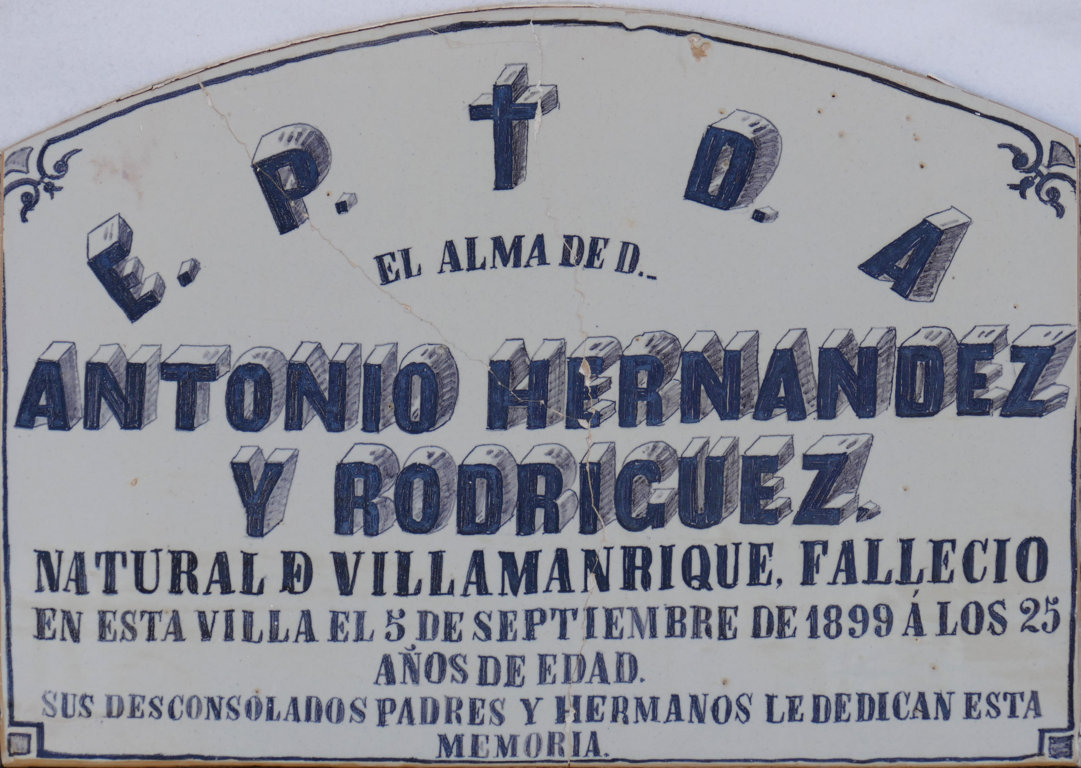 E. P. † D. A
EL ALMA DE D..
ANTONIO HERNANDEZ
Y RODRIGUEZ.
NATURAL D VILLAMANRIQUE, FALLECIO
EN ESTA VILLA EL 5 DE SEPTIEMBRE DE 1899 Á LOS 25
AÑOS DE EDAD.
SUS DESCONSOLADOS PADRES Y HERMANOS LE DEDICAN ESTA
MEMORIA.